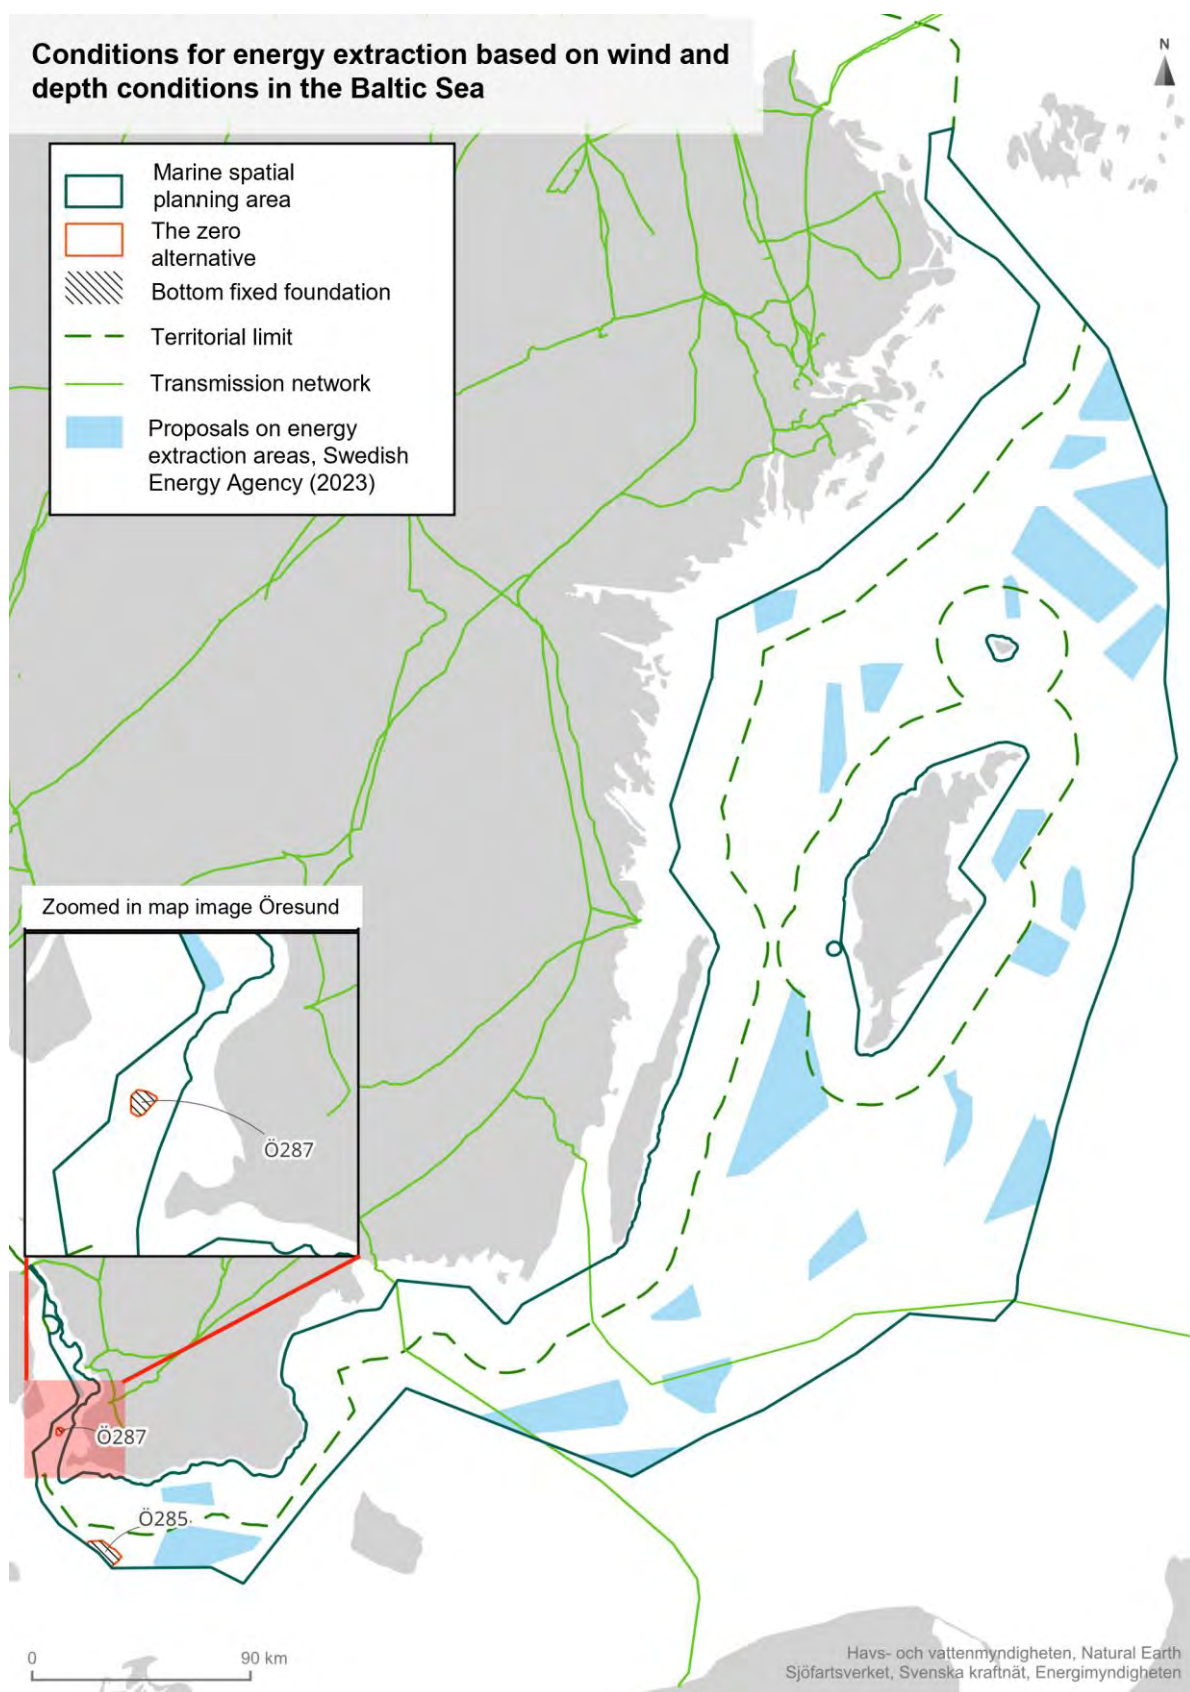 Conditions for energy extraction based on wind and
depth conditions in the Baltic Sea
N
Marine spatial
planning area
The zero
alternative
Bottom fixed foundation
Territorial limit
Transmission network
Proposals on energy
extraction areas, Swedish
Energy Agency (2023)
Zoomed in map image Öresund
Ö287
Ö287
Ö285
0 90 km
Havs- och vattenmyndigheten, Natural Earth
Sjöfartsverket, Svenska kraftnät, Energimyndigheten